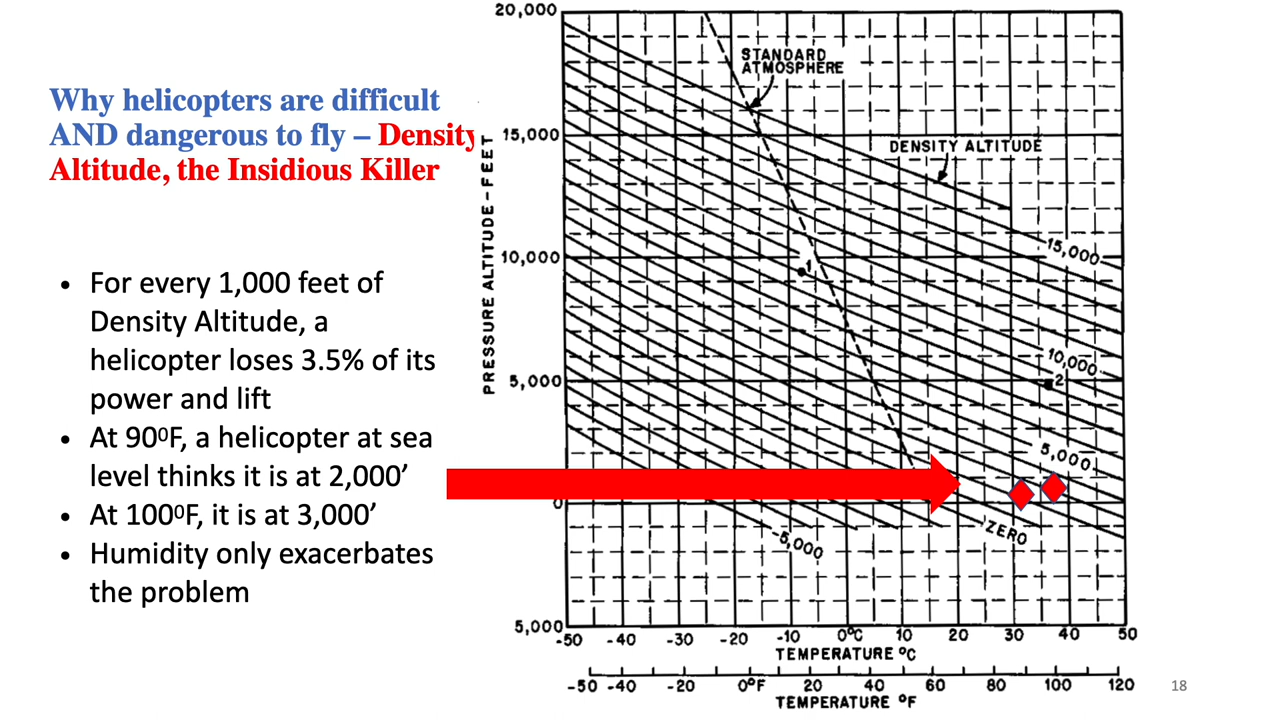 Why helicopters are difficult
AND dangerous to fly – Density
Altitude, the Insidious Killer
• For every 1,000 feet of
Density Altitude, a
helicopter loses 3.5% of its
power and lift
• At 90⁰F, a helicopter at sea
level thinks it is at 2,000’
• At 100⁰F, it is at 3,000’
• Humidity only exacerbates
the problem
20,000
15,000
10,000
5,000
0
5,000
PRESSURE ALTITUDE – FEET
STANDARD
ATMOSPHERE
DENSITY ALTITUDE
15,000
1
10,000
2
5,000
ZERO
-5,000
-50 -40 -30 -20 -10 0°C 10 20 30 40 50
TEMPERATURE °C
-50 -40 -20 0°F 20 40 60 80 100 120
TEMPERATURE °F
18